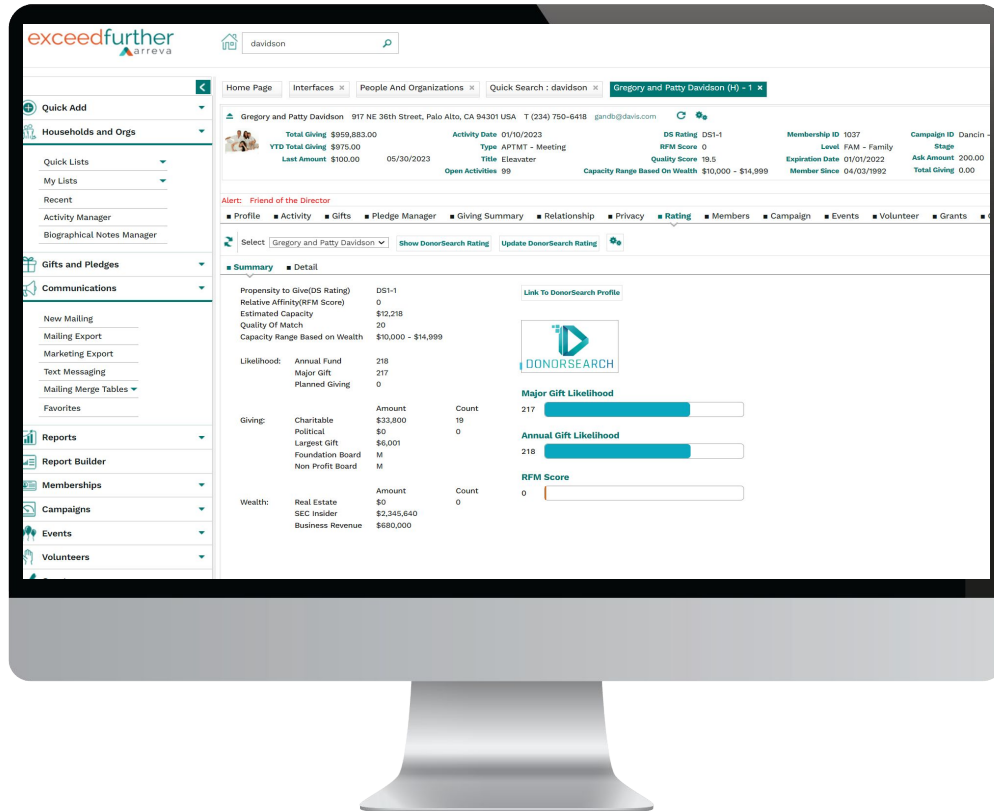 exceedfurther
arreva
davidson
Home Page Interfaces × People And Organizations × Quick Search : davidson × Gregory and Patty Davidson (H) - 1 ×
Quick Add
Households and Orgs
Quick Lists
My Lists
Recent
Activity Manager
Biographical Notes Manager
Gifts and Pledges
Communications
New Mailing
Mailing Export
Marketing Export
Text Messaging
Mailing Merge Tables
Favorites
Reports
Report Builder
Memberships
Campaigns
Events
Volunteers
Gregory and Patty Davidson 917 NE 36th Street, Palo Alto, CA 94301 USA T (234) 750-6418 gandb@davis.com
Total Giving $959,883.00 Activity Date 01/10/2023 DS Rating DS1-1 Membership ID 1037 Campaign ID Dancin -
YTD Total Giving $975.00 Type APTMT - Meeting RFM Score 0 Level FAM - Family Stage
Last Amount $100.00 05/30/2023 Title Eleavater Quality Score 19.5 Expiration Date 01/01/2022 Ask Amount 200.00
Open Activities 99 Capacity Range Based On Wealth $10,000 - $14,999 Member Since 04/03/1992 Total Giving 0.00
Alert: Friend of the Director
Profile Activity Gifts Pledge Manager Giving Summary Relationship Privacy Rating Members Campaign Events Volunteer Grants
Select Gregory and Patty Davidson Show DonorSearch Rating Update DonorSearch Rating
Summary Detail
Propensity to Give(DS Rating) DS1-1
Relative Affinity(RFM Score) 0
Estimated Capacity $12,218
Quality Of Match 20
Capacity Range Based on Wealth $10,000 - $14,999
Likelihood: Annual Fund 218
Major Gift 217
Planned Giving 0
Amount Count
Giving: Charitable $33,800 19
Political $0 0
Largest Gift $6,001
Foundation Board M
Non Profit Board M
Amount Count
Wealth: Real Estate $0 0
SEC Insider $2,345,640
Business Revenue $680,000
Link To DonorSearch Profile
DONORSEARCH
Major Gift Likelihood
217
Annual Gift Likelihood
218
RFM Score
0